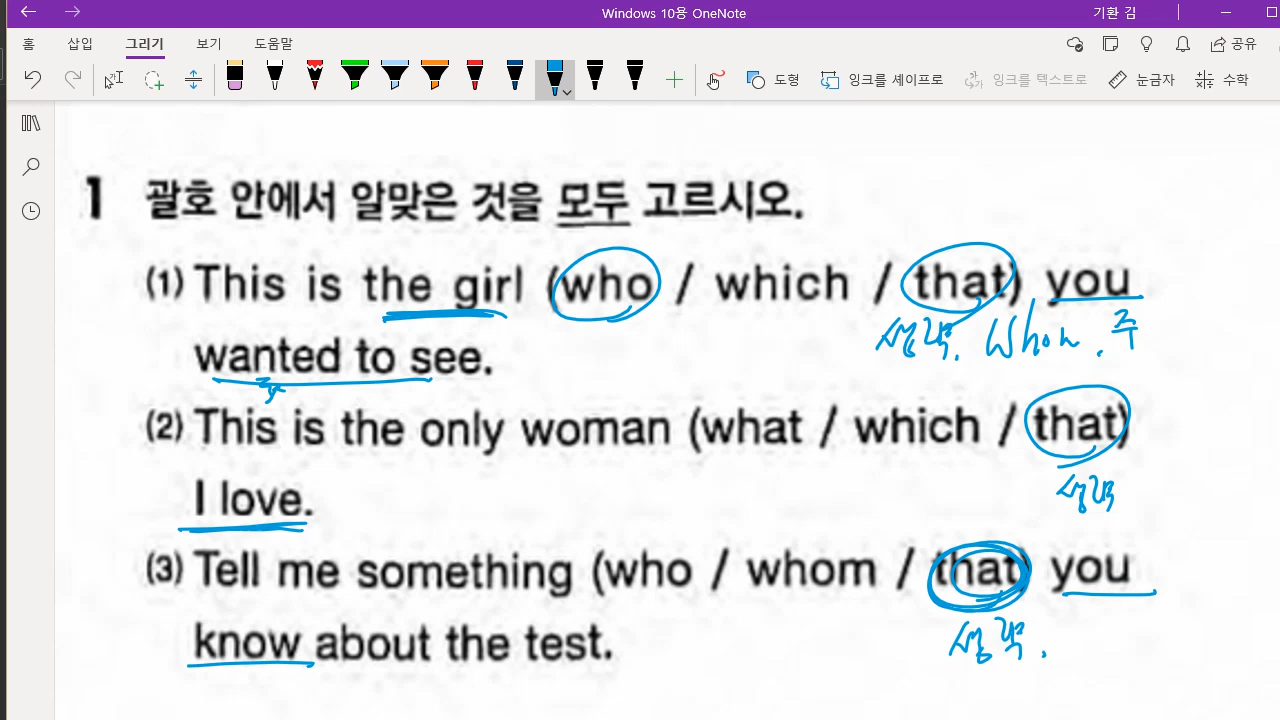 Windows 10용 OneNote
기환 김
홈 삽입 그리기 보기 도움말
공유
도형 잉크를 셰이프로 잉크를 텍스트로 눈금자 수학
1 괄호 안에서 알맞은 것을 모두 고르시오.
(1) This is the girl (who / which / that) you
생략. Whom. 주
wanted to see.
(2) This is the only woman (what / which / that)
생략
I love.
(3) Tell me something (who / whom / that) you
know about the test.
생략.